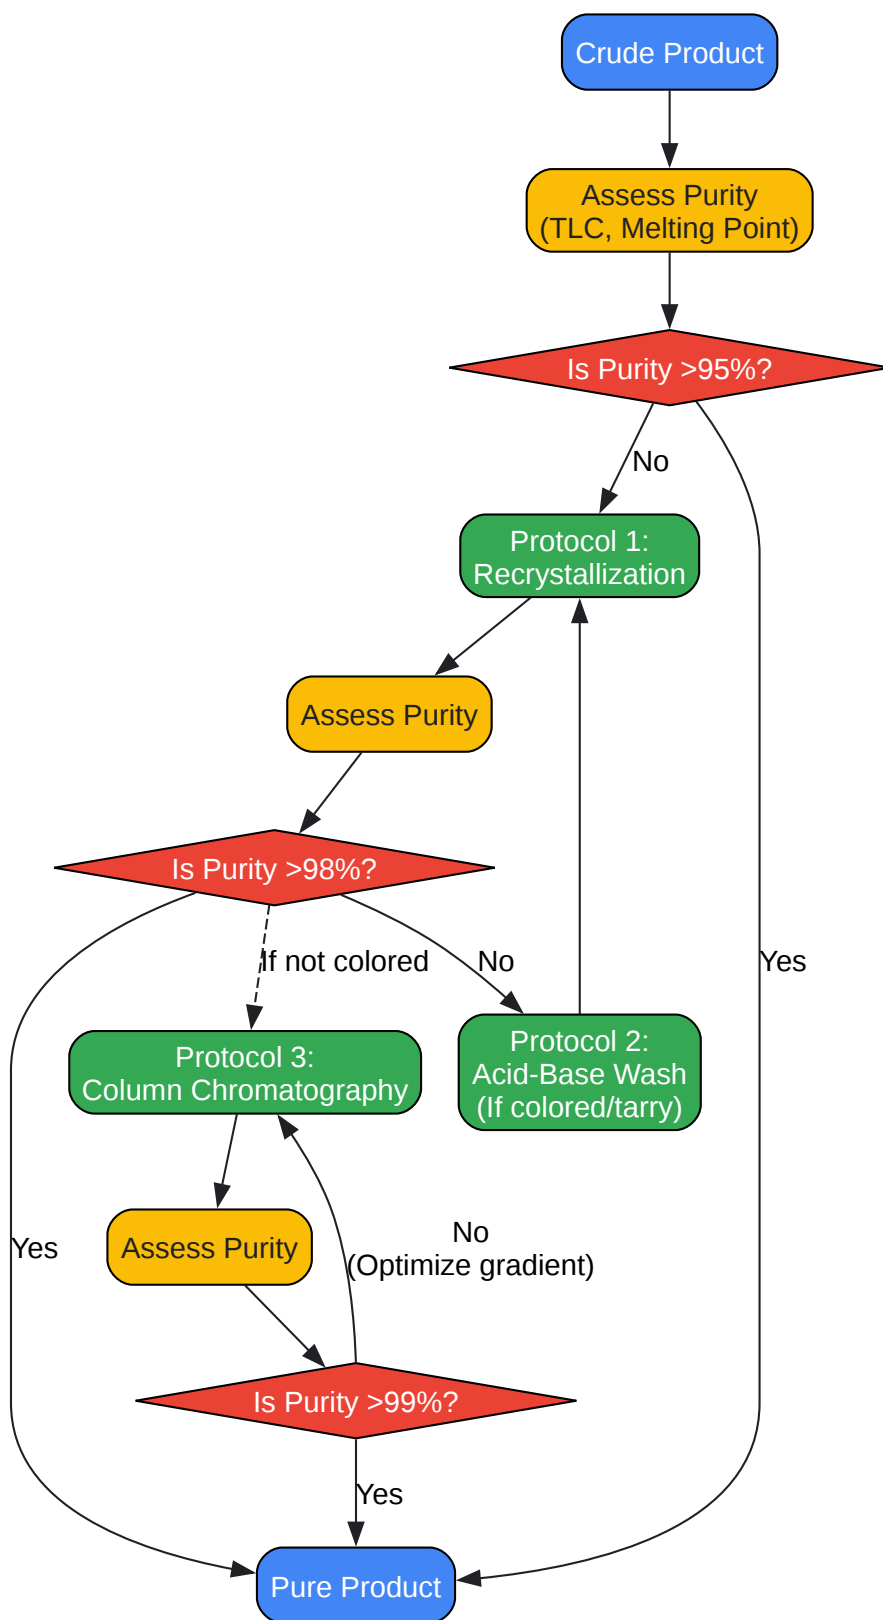 Crude Product
Assess Purity
(TLC, Melting Point)
Is Purity >95%?
No
Protocol 1:
Recrystallization
Assess Purity
Is Purity >98%?
If not colored
No
Yes
Protocol 3:
Column Chromatography
Protocol 2:
Acid-Base Wash
(If colored/tarry)
Yes
Assess Purity
No
(Optimize gradient)
Is Purity >99%?
Yes
Pure Product